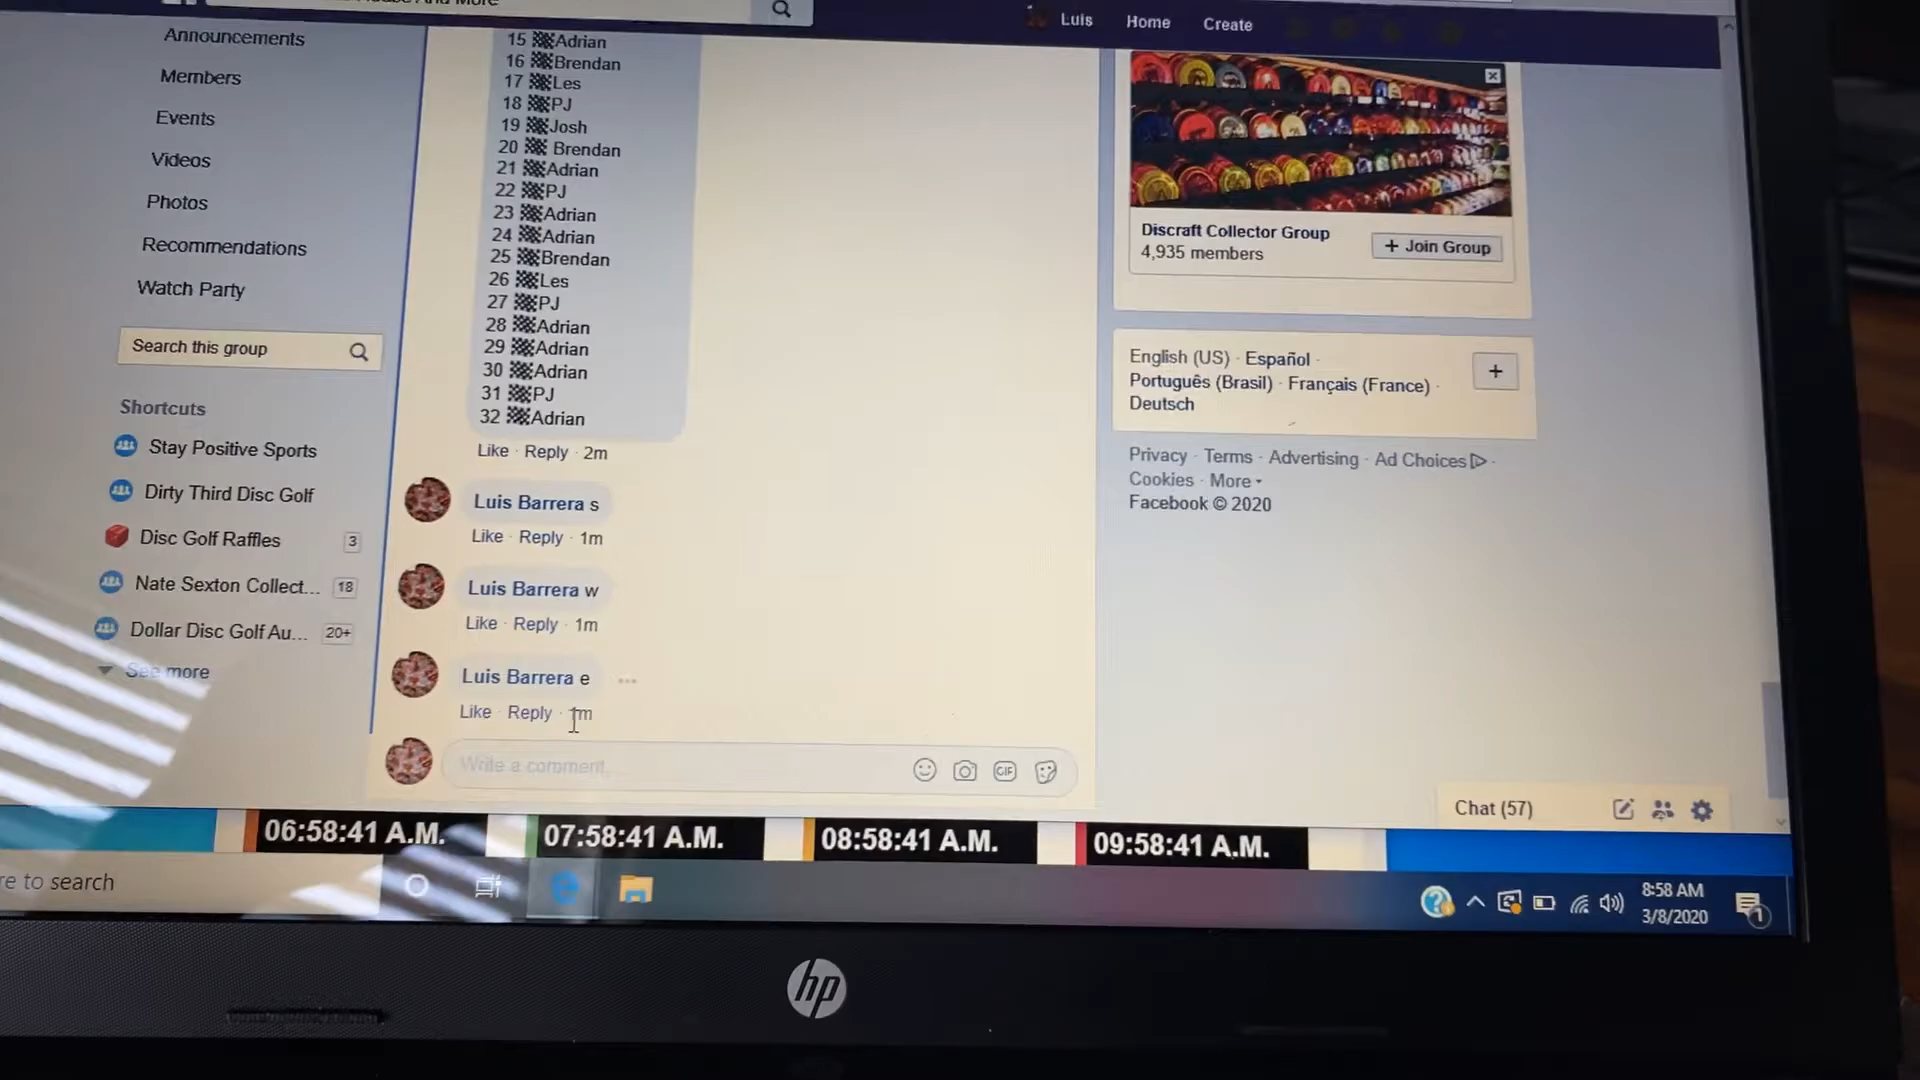 And More
Luis
Home
Create
Announcements
Members
Events
Videos
Photos
Recommendations
Watch Party
Search this group
Shortcuts
Stay Positive Sports
Dirty Third Disc Golf
Disc Golf Raffles 3
Nate Sexton Collect... 18
Dollar Disc Golf Au... 20+
See more
15 Adrian
16 Brendan
17 Les
18 PJ
19 Josh
20 Brendan
21 Adrian
22 PJ
23 Adrian
24 Adrian
25 Brendan
26 Les
27 PJ
28 Adrian
29 Adrian
30 Adrian
31 PJ
32 Adrian
Like · Reply · 2m
Luis Barrera s
Like · Reply · 1m
Luis Barrera w
Like · Reply · 1m
Luis Barrera e
Like · Reply · 1m
Write a comment...
GIF
Discraft Collector Group
4,935 members
+ Join Group
English (US) · Español ·
Português (Brasil) · Français (France) ·
Deutsch
Privacy · Terms · Advertising · Ad Choices ·
Cookies · More
Facebook © 2020
Chat (57)
06:58:41 A.M.
07:58:41 A.M.
08:58:41 A.M.
09:58:41 A.M.
re to search
8:58 AM
3/8/2020
1
hp